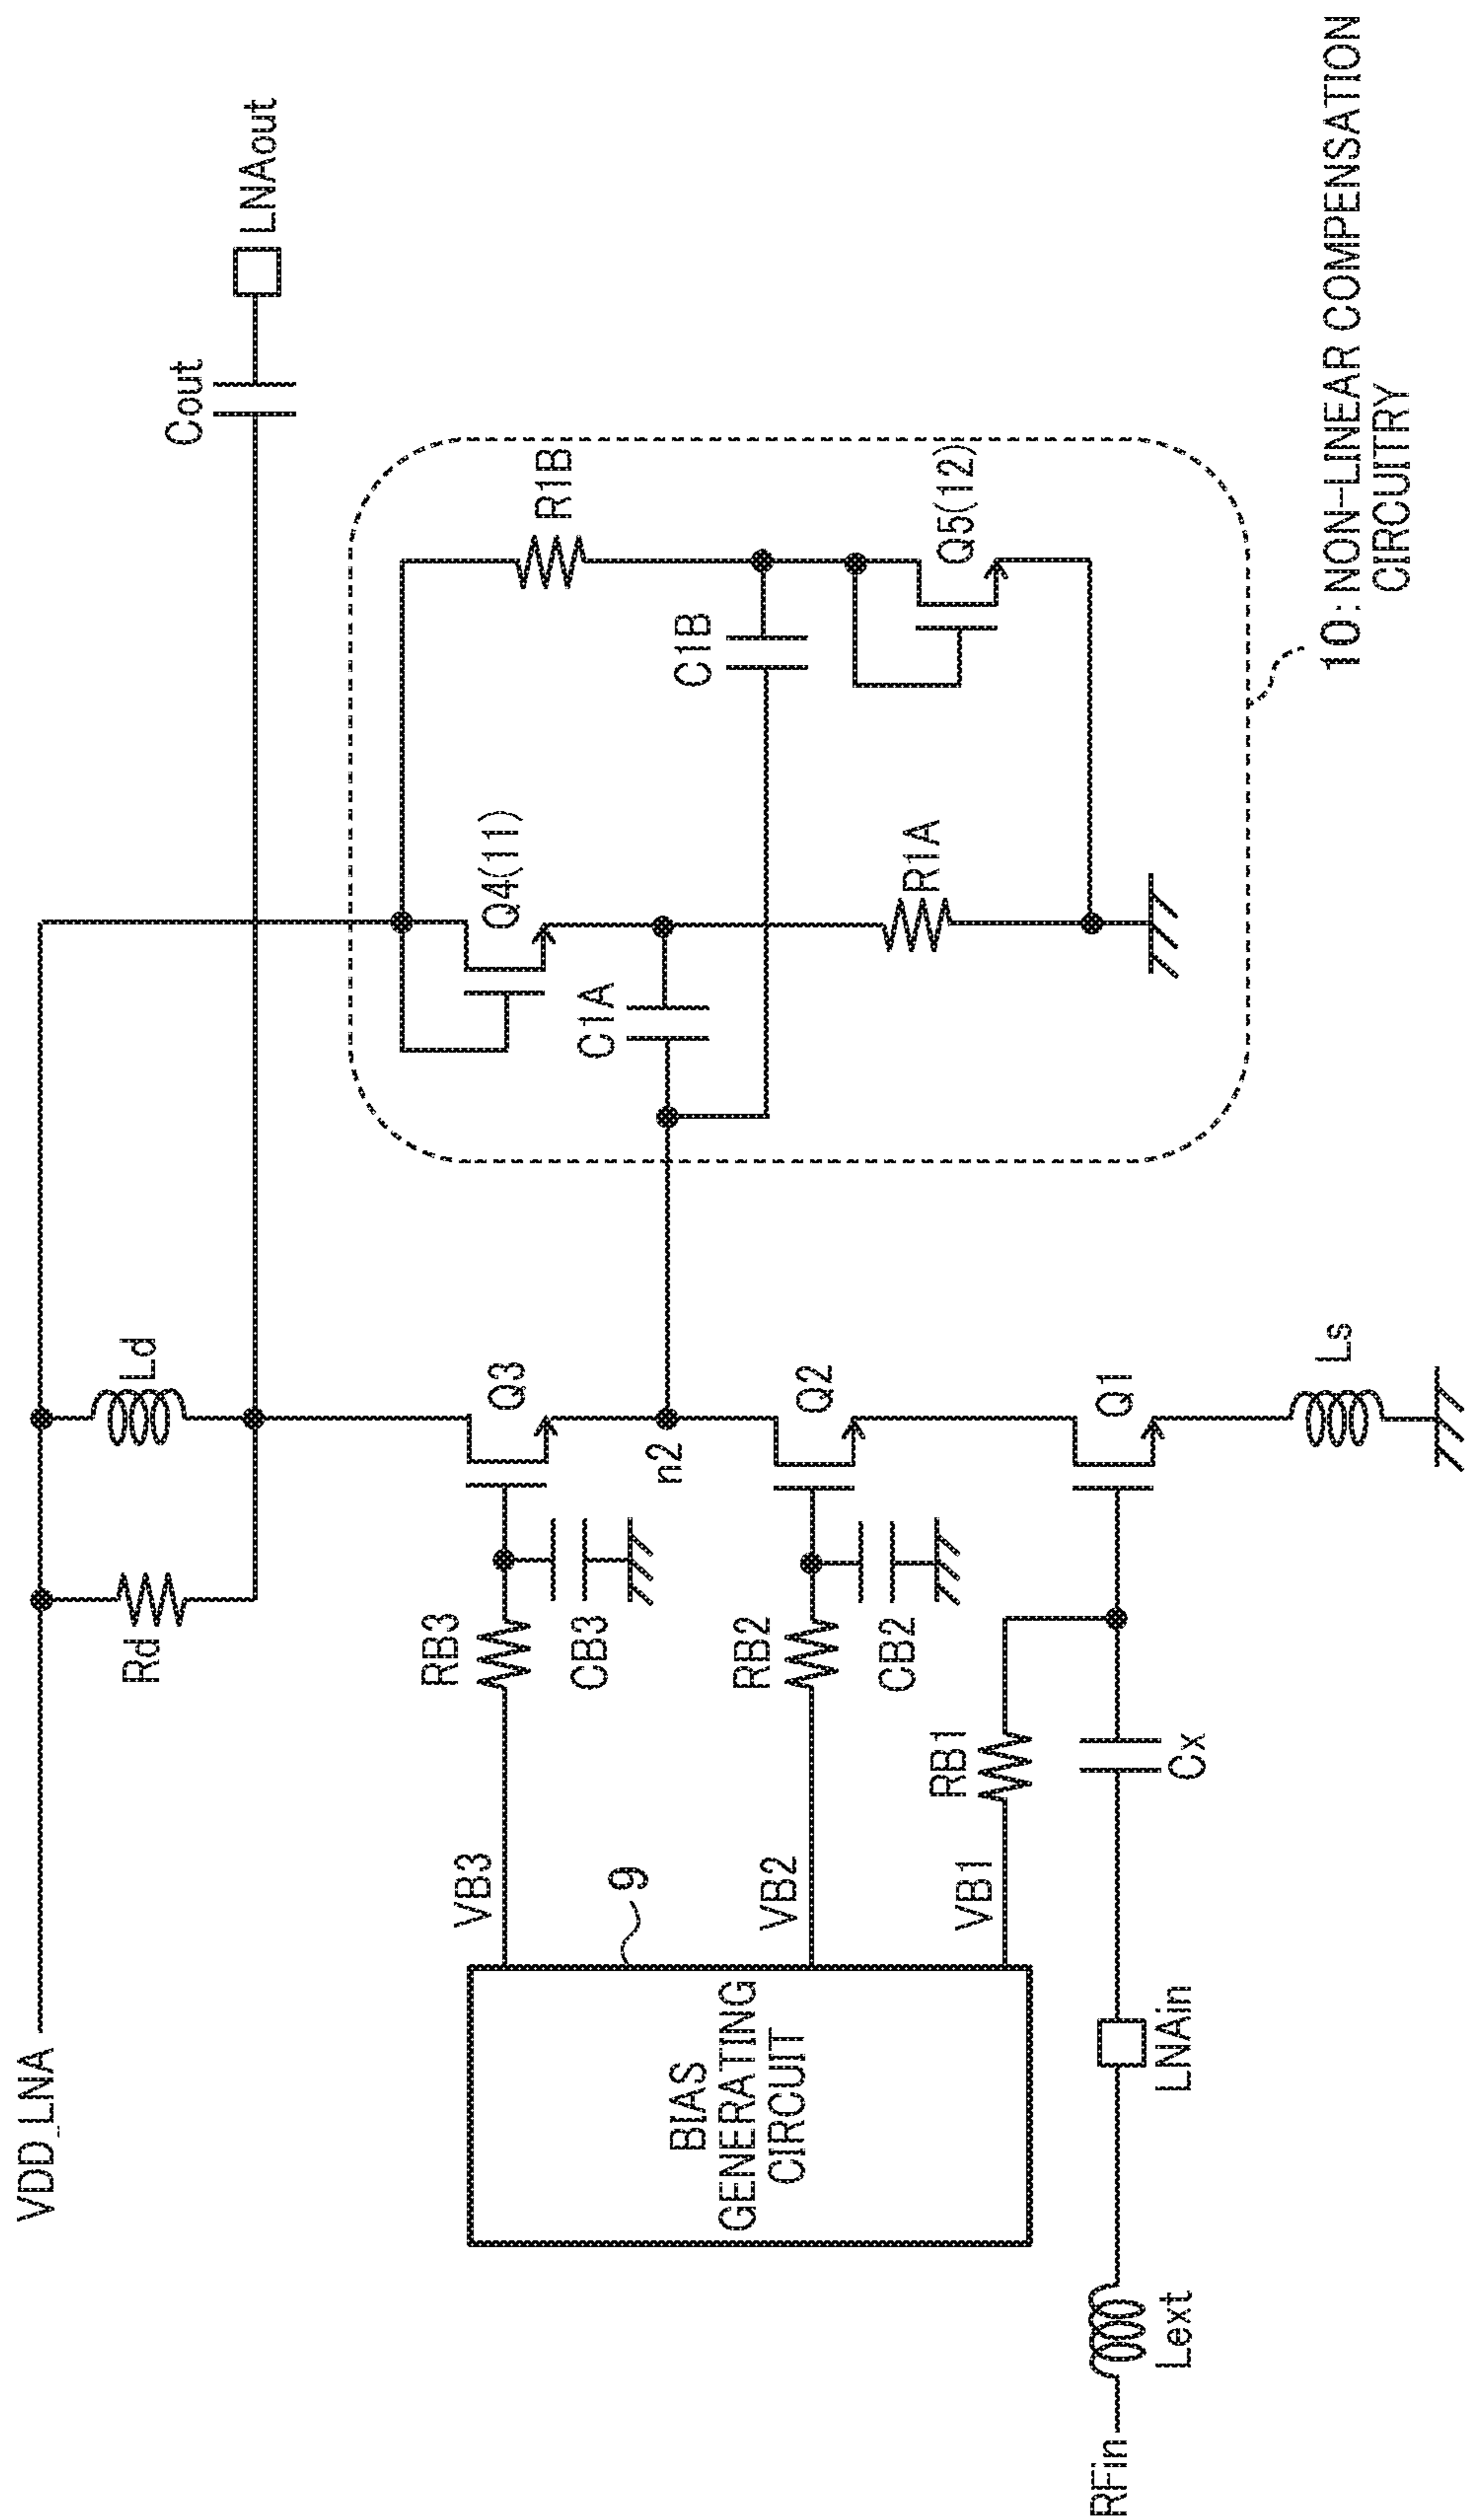 VDD_LNA
Rd
Ld
Cout
LNAout
VB3
RB3
CB3
Q3
n2
9
BIAS
GENERATING
CIRCUIT
VB2
RB2
CB2
Q2
VB1
RB1
Q1
Ls
RFin
Lext
LNAin
Cx
Q4(11)
C1A
R1A
R1B
C1B
Q5(12)
10:NON-LINEAR COMPENSATION
CIRCUITRY